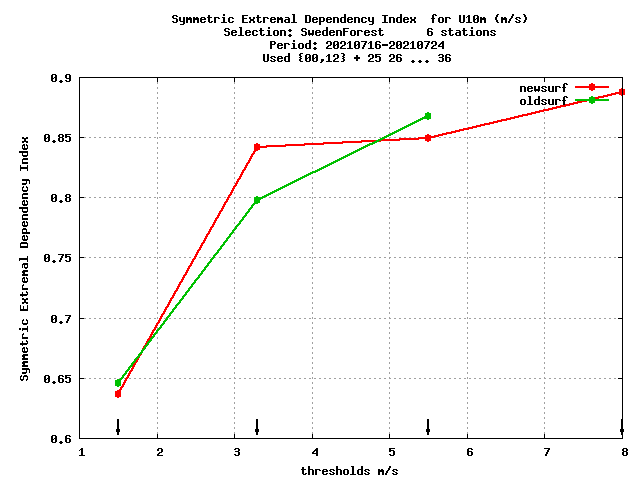 Symmetric Extremal Dependency Index  for U10m (m/s)
Selection: SwedenForest      6 stations
Period: 20210716-20210724
Used {00,12} + 25 26 ... 36
newsurf
oldsurf
Symmetric Extremal Dependency Index
0.9
0.85
0.8
0.75
0.7
0.65
0.6
1 2 3 4 5 6 7 8
thresholds m/s